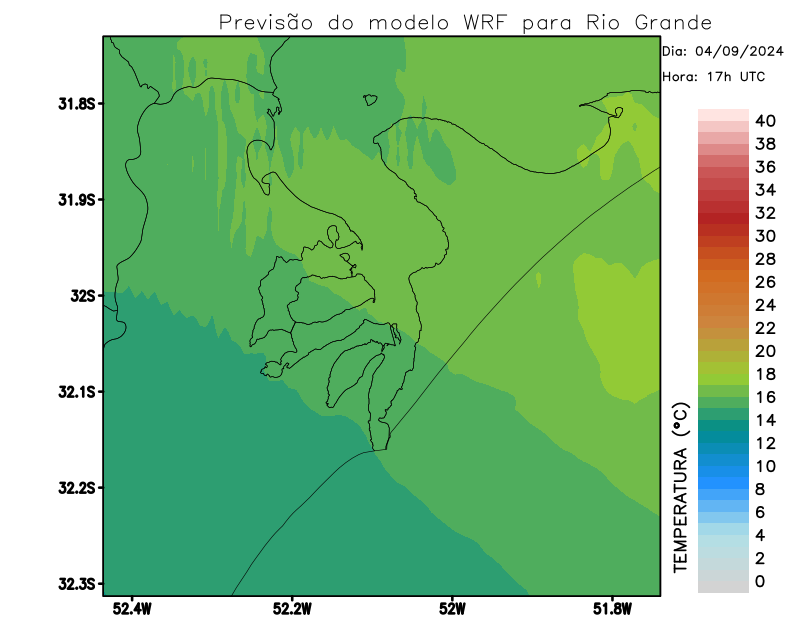 Previsão do modelo WRF para Rio Grande
Dia: 04/09/2024
Hora: 17h UTC
31.8S
31.9S
32S
32.1S
32.2S
32.3S
52.4W
52.2W
52W
51.8W
TEMPERATURA (°C)
40
38
36
34
32
30
28
26
24
22
20
18
16
14
12
10
8
6
4
2
0